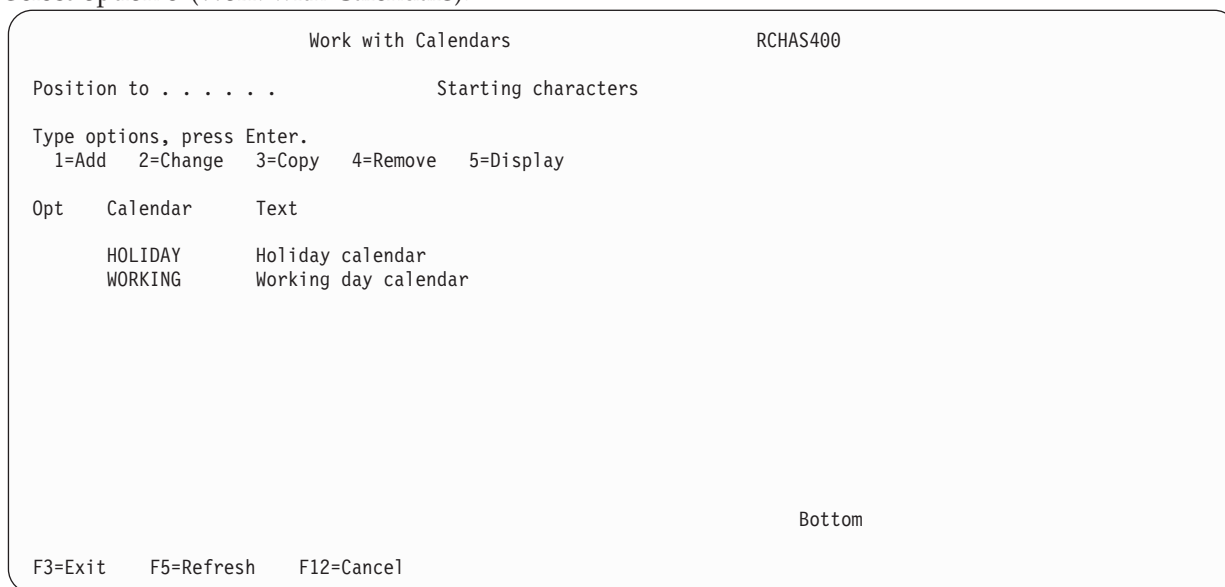 Work with Calendars RCHAS400
Position to . . . . . . Starting characters
Type options, press Enter.
1=Add 2=Change 3=Copy 4=Remove 5=Display
Opt Calendar Text
HOLIDAY Holiday calendar
WORKING Working day calendar
Bottom
F3=Exit F5=Refresh F12=Cancel